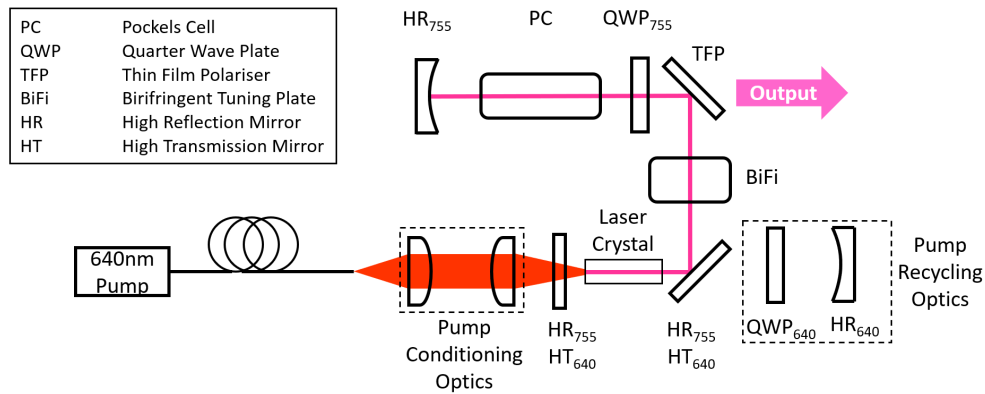 PC Pockels Cell
QWP Quarter Wave Plate
TFP Thin Film Polariser
BiFi Birifringent Tuning Plate
HR High Reflection Mirror
HT High Transmission Mirror
HR755
PC
QWP755
TFP
Output
BiFi
Laser
Crystal
640nm
Pump
Pump
Conditioning
Optics
HR755
HT640
HR755
HT640
QWP640
HR640
Pump
Recycling
Optics